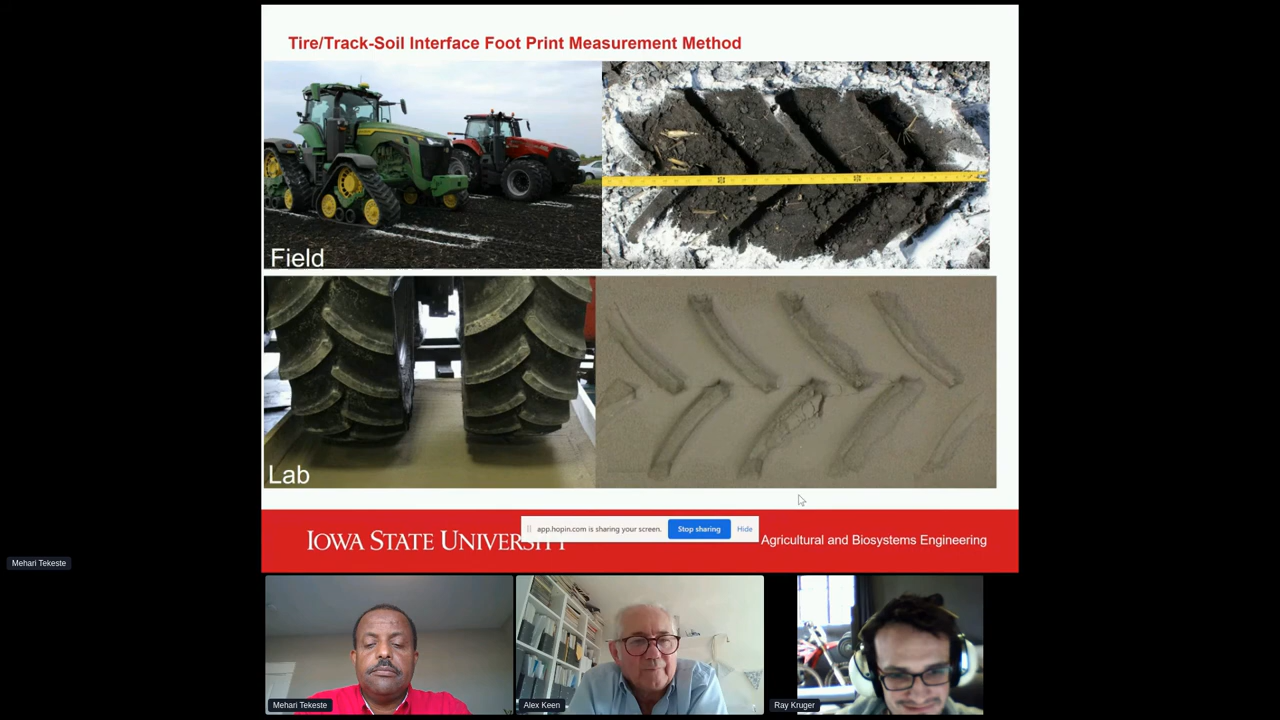 Tire/Track-Soil Interface Foot Print Measurement Method
Field
Lab
app.hopin.com is sharing your screen.
Stop sharing
Hide
IOWA STATE UNIVERSITY
Agricultural and Biosystems Engineering
Mehari Tekeste
Mehari Tekeste
Alex Keen
Ray Kruger